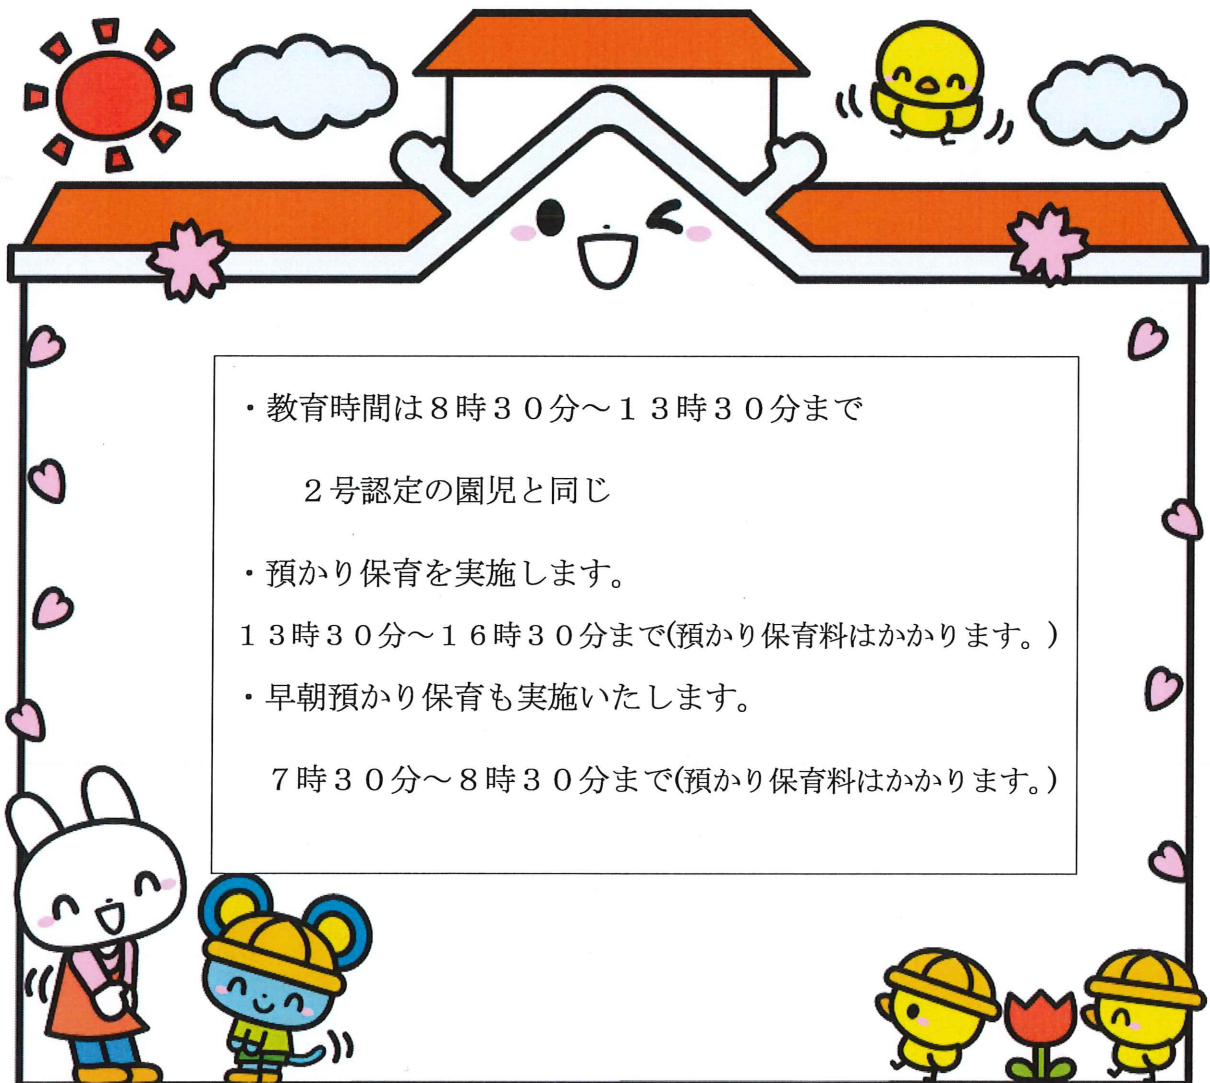 ・教育時間は８時３０分～１３時３０分まで
２号認定の園児と同じ
・預かり保育を実施します。
１３時３０分～１６時３０分まで(預かり保育料はかかります。)
・早朝預かり保育も実施いたします。
７時３０分～８時３０分まで(預かり保育料はかかります。)